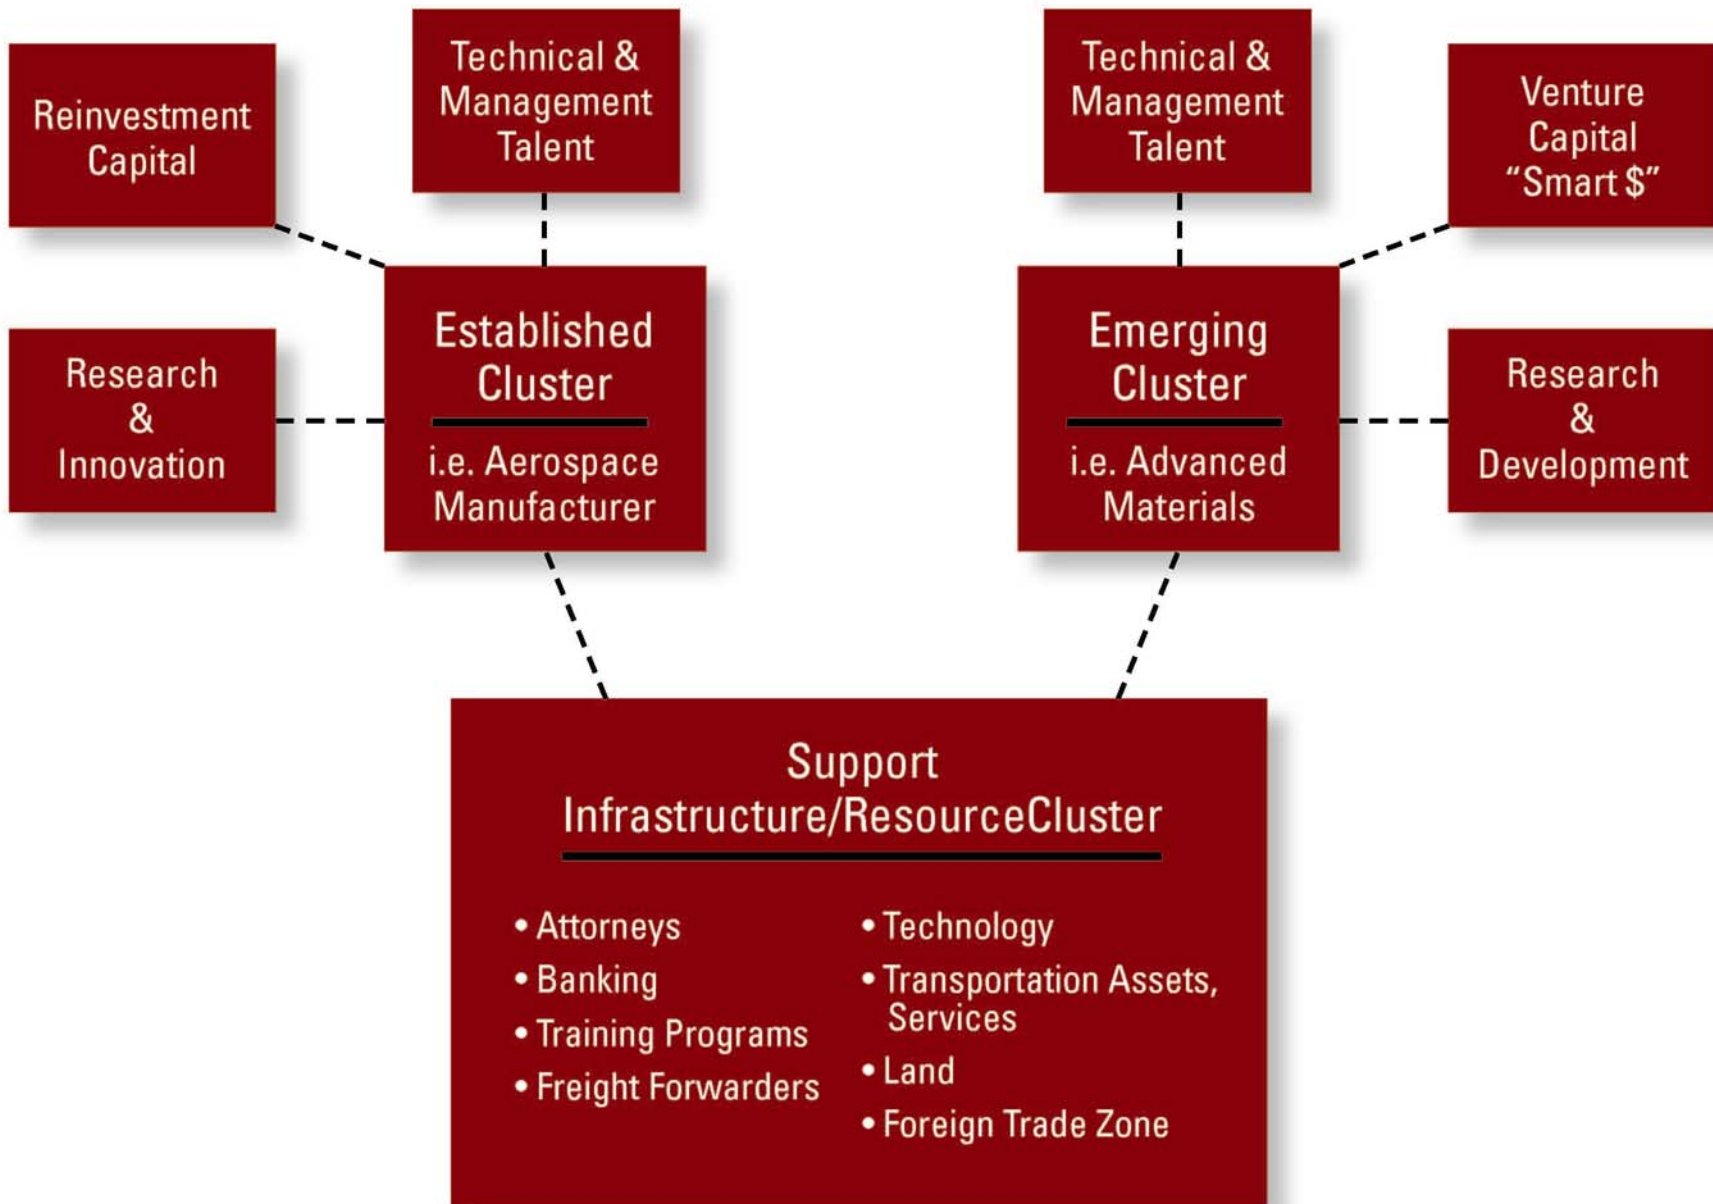 Reinvestment
Capital
Technical &
Management
Talent
Technical &
Management
Talent
Venture
Capital
“Smart $”
Research
&
Innovation
Established
Cluster
i.e. Aerospace
Manufacturer
Emerging
Cluster
i.e. Advanced
Materials
Research
&
Development
Support
Infrastructure/ResourceCluster
• Attorneys
• Banking
• Training Programs
• Freight Forwarders
• Technology
• Transportation Assets,
Services
• Land
• Foreign Trade Zone